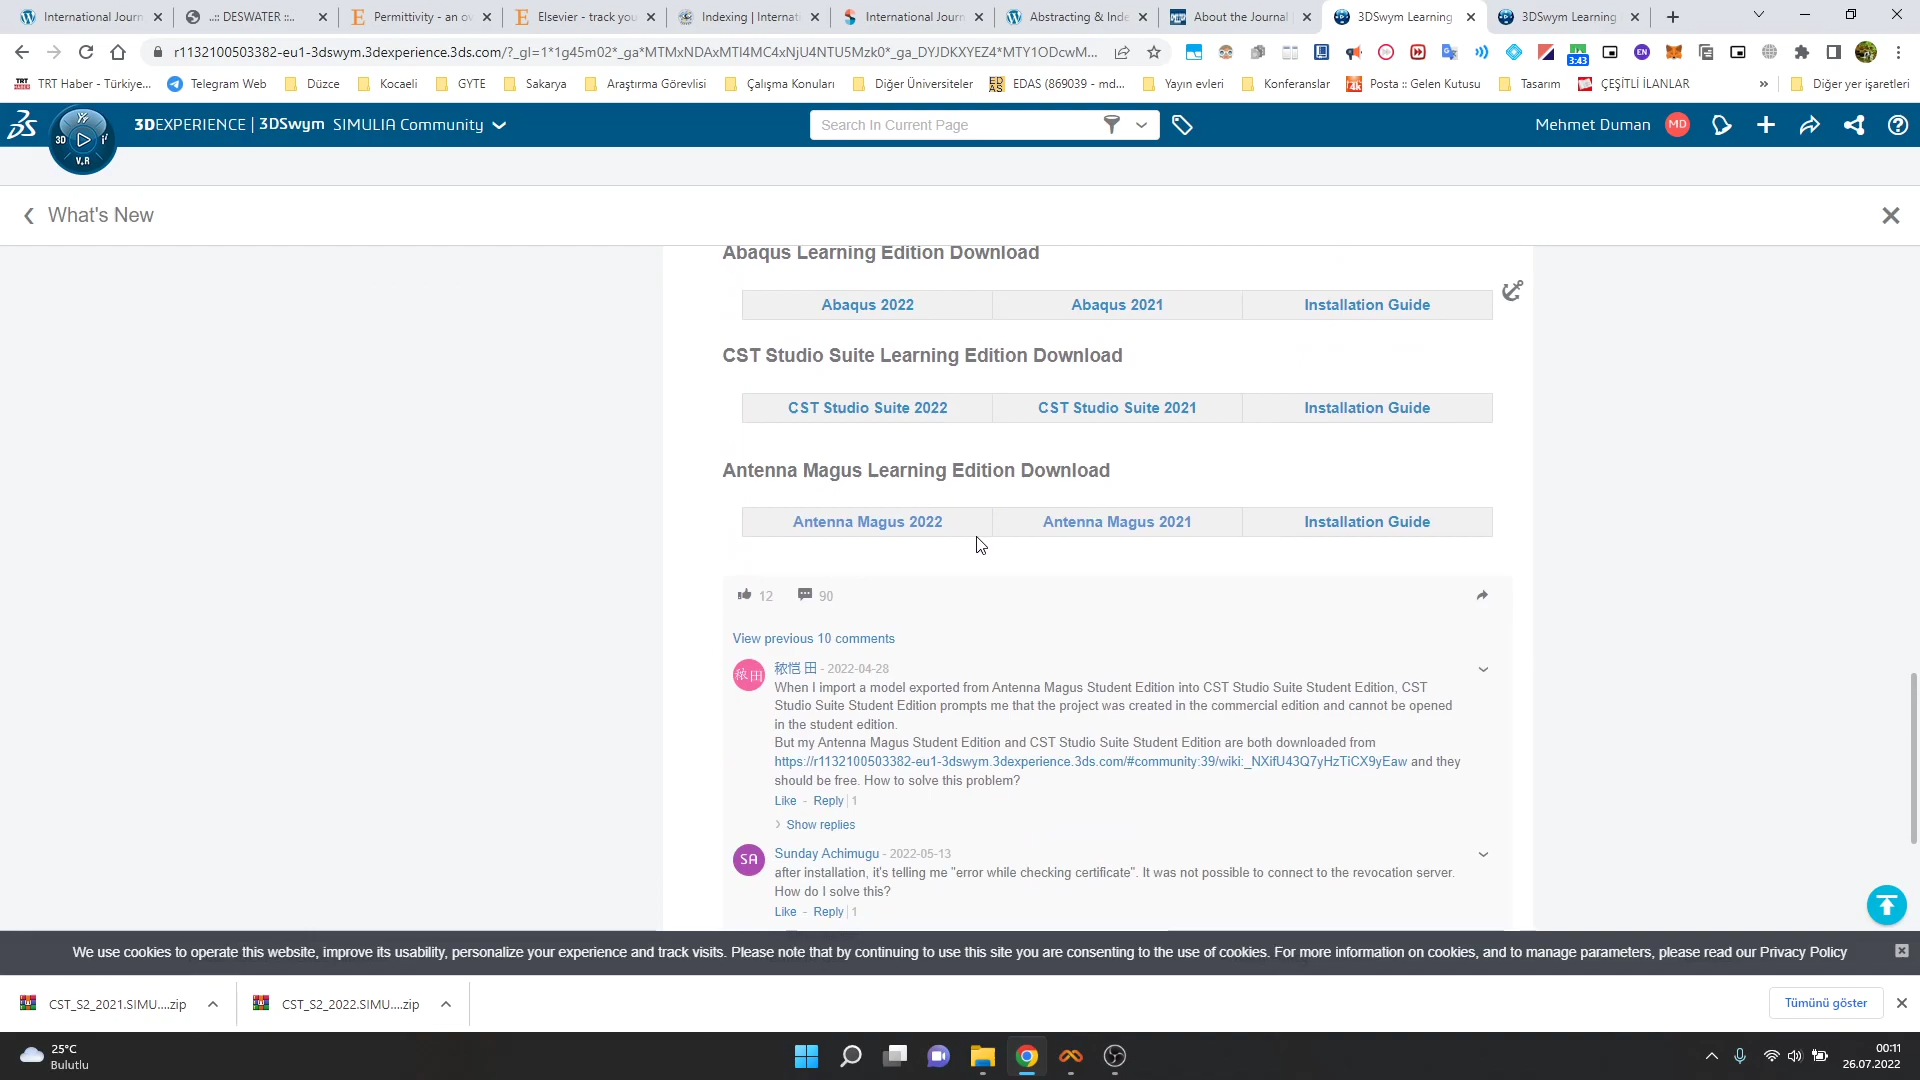 International Journ
..:: DESWATER ::..
Permittivity - an ov
Elsevier - track you
Indexing | Internati
International Journ
Abstracting & Inde
About the Journal
3DSwym Learning
3DSwym Learning
r1132100503382-eu1-3dswym.3dexperience.3ds.com/?_gl=1*1g45m02*_ga*MTMxNDAxMTI4MC4xNjU4NTU5Mzk0*_ga_DYJDKXYEZ4*MTY1ODcwM...
EN
3:43
TRT Haber - Türkiye...
Telegram Web
Düzce
Kocaeli
GYTE
Sakarya
Araştırma Görevlisi
Çalışma Konuları
Diğer Üniversiteler
EDAS (869039 - md...
Yayın evleri
Konferanslar
Posta :: Gelen Kutusu
Tasarım
ÇEŞİTLİ İLANLAR
»
Diğer yer işaretleri
3D
V.R
3DEXPERIENCE | 3DSwym SIMULIA Community
Search In Current Page
Mehmet Duman
MD
What's New
Abaqus Learning Edition Download
Abaqus 2022
Abaqus 2021
Installation Guide
CST Studio Suite Learning Edition Download
CST Studio Suite 2022
CST Studio Suite 2021
Installation Guide
Antenna Magus Learning Edition Download
Antenna Magus 2022
Antenna Magus 2021
Installation Guide
12
90
View previous 10 comments
秾恺 田 - 2022-04-28
When I import a model exported from Antenna Magus Student Edition into CST Studio Suite Student Edition, CST
Studio Suite Student Edition prompts me that the project was created in the commercial edition and cannot be opened
in the student edition.
But my Antenna Magus Student Edition and CST Studio Suite Student Edition are both downloaded from
https://r1132100503382-eu1-3dswym.3dexperience.3ds.com/#community:39/wiki:_NXifU43Q7yHzTiCX9yEaw and they
should be free. How to solve this problem?
Like - Reply | 1
Show replies
SA
Sunday Achimugu - 2022-05-13
after installation, it's telling me "error while checking certificate". It was not possible to connect to the revocation server.
How do I solve this?
Like - Reply | 1
We use cookies to operate this website, improve its usability, personalize your experience and track visits. Please note that by continuing to use this site you are consenting to the use of cookies. For more information on cookies, and to manage parameters, please read our Privacy Policy
CST_S2_2021.SIMU....zip
CST_S2_2022.SIMU....zip
Tümünü göster
25°C
Bulutlu
00:11
26.07.2022